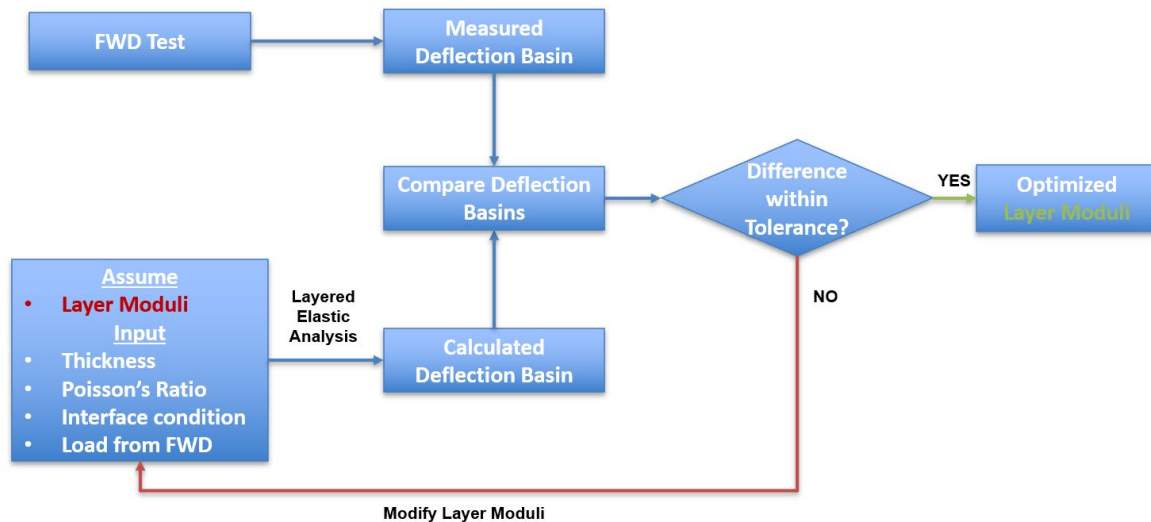 FWD Test
Measured
Deflection Basin
Compare Deflection
Basins
Difference
within
Tolerance?
YES
Optimized
Layer Moduli
NO
Assume
• Layer Moduli
Input
• Thickness
• Poisson's Ratio
• Interface condition
• Load from FWD
Layered
Elastic
Analysis
Calculated
Deflection Basin
Modify Layer Moduli